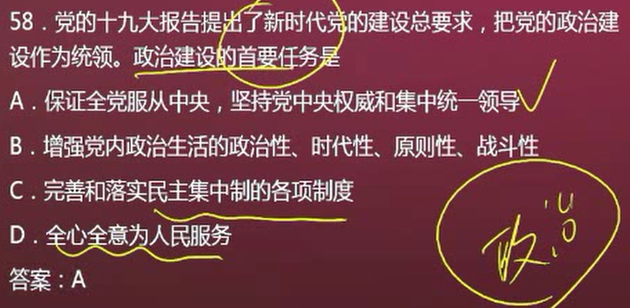 58．党的十九大报告提出了新时代党的建设总要求，把党的政治建
设作为统领。政治建设的首要任务是
A．保证全党服从中央，坚持党中央权威和集中统一领导
B．增强党内政治生活的政治性、时代性、原则性、战斗性
C．完善和落实民主集中制的各项制度
D．全心全意为人民服务
政治
答案：A